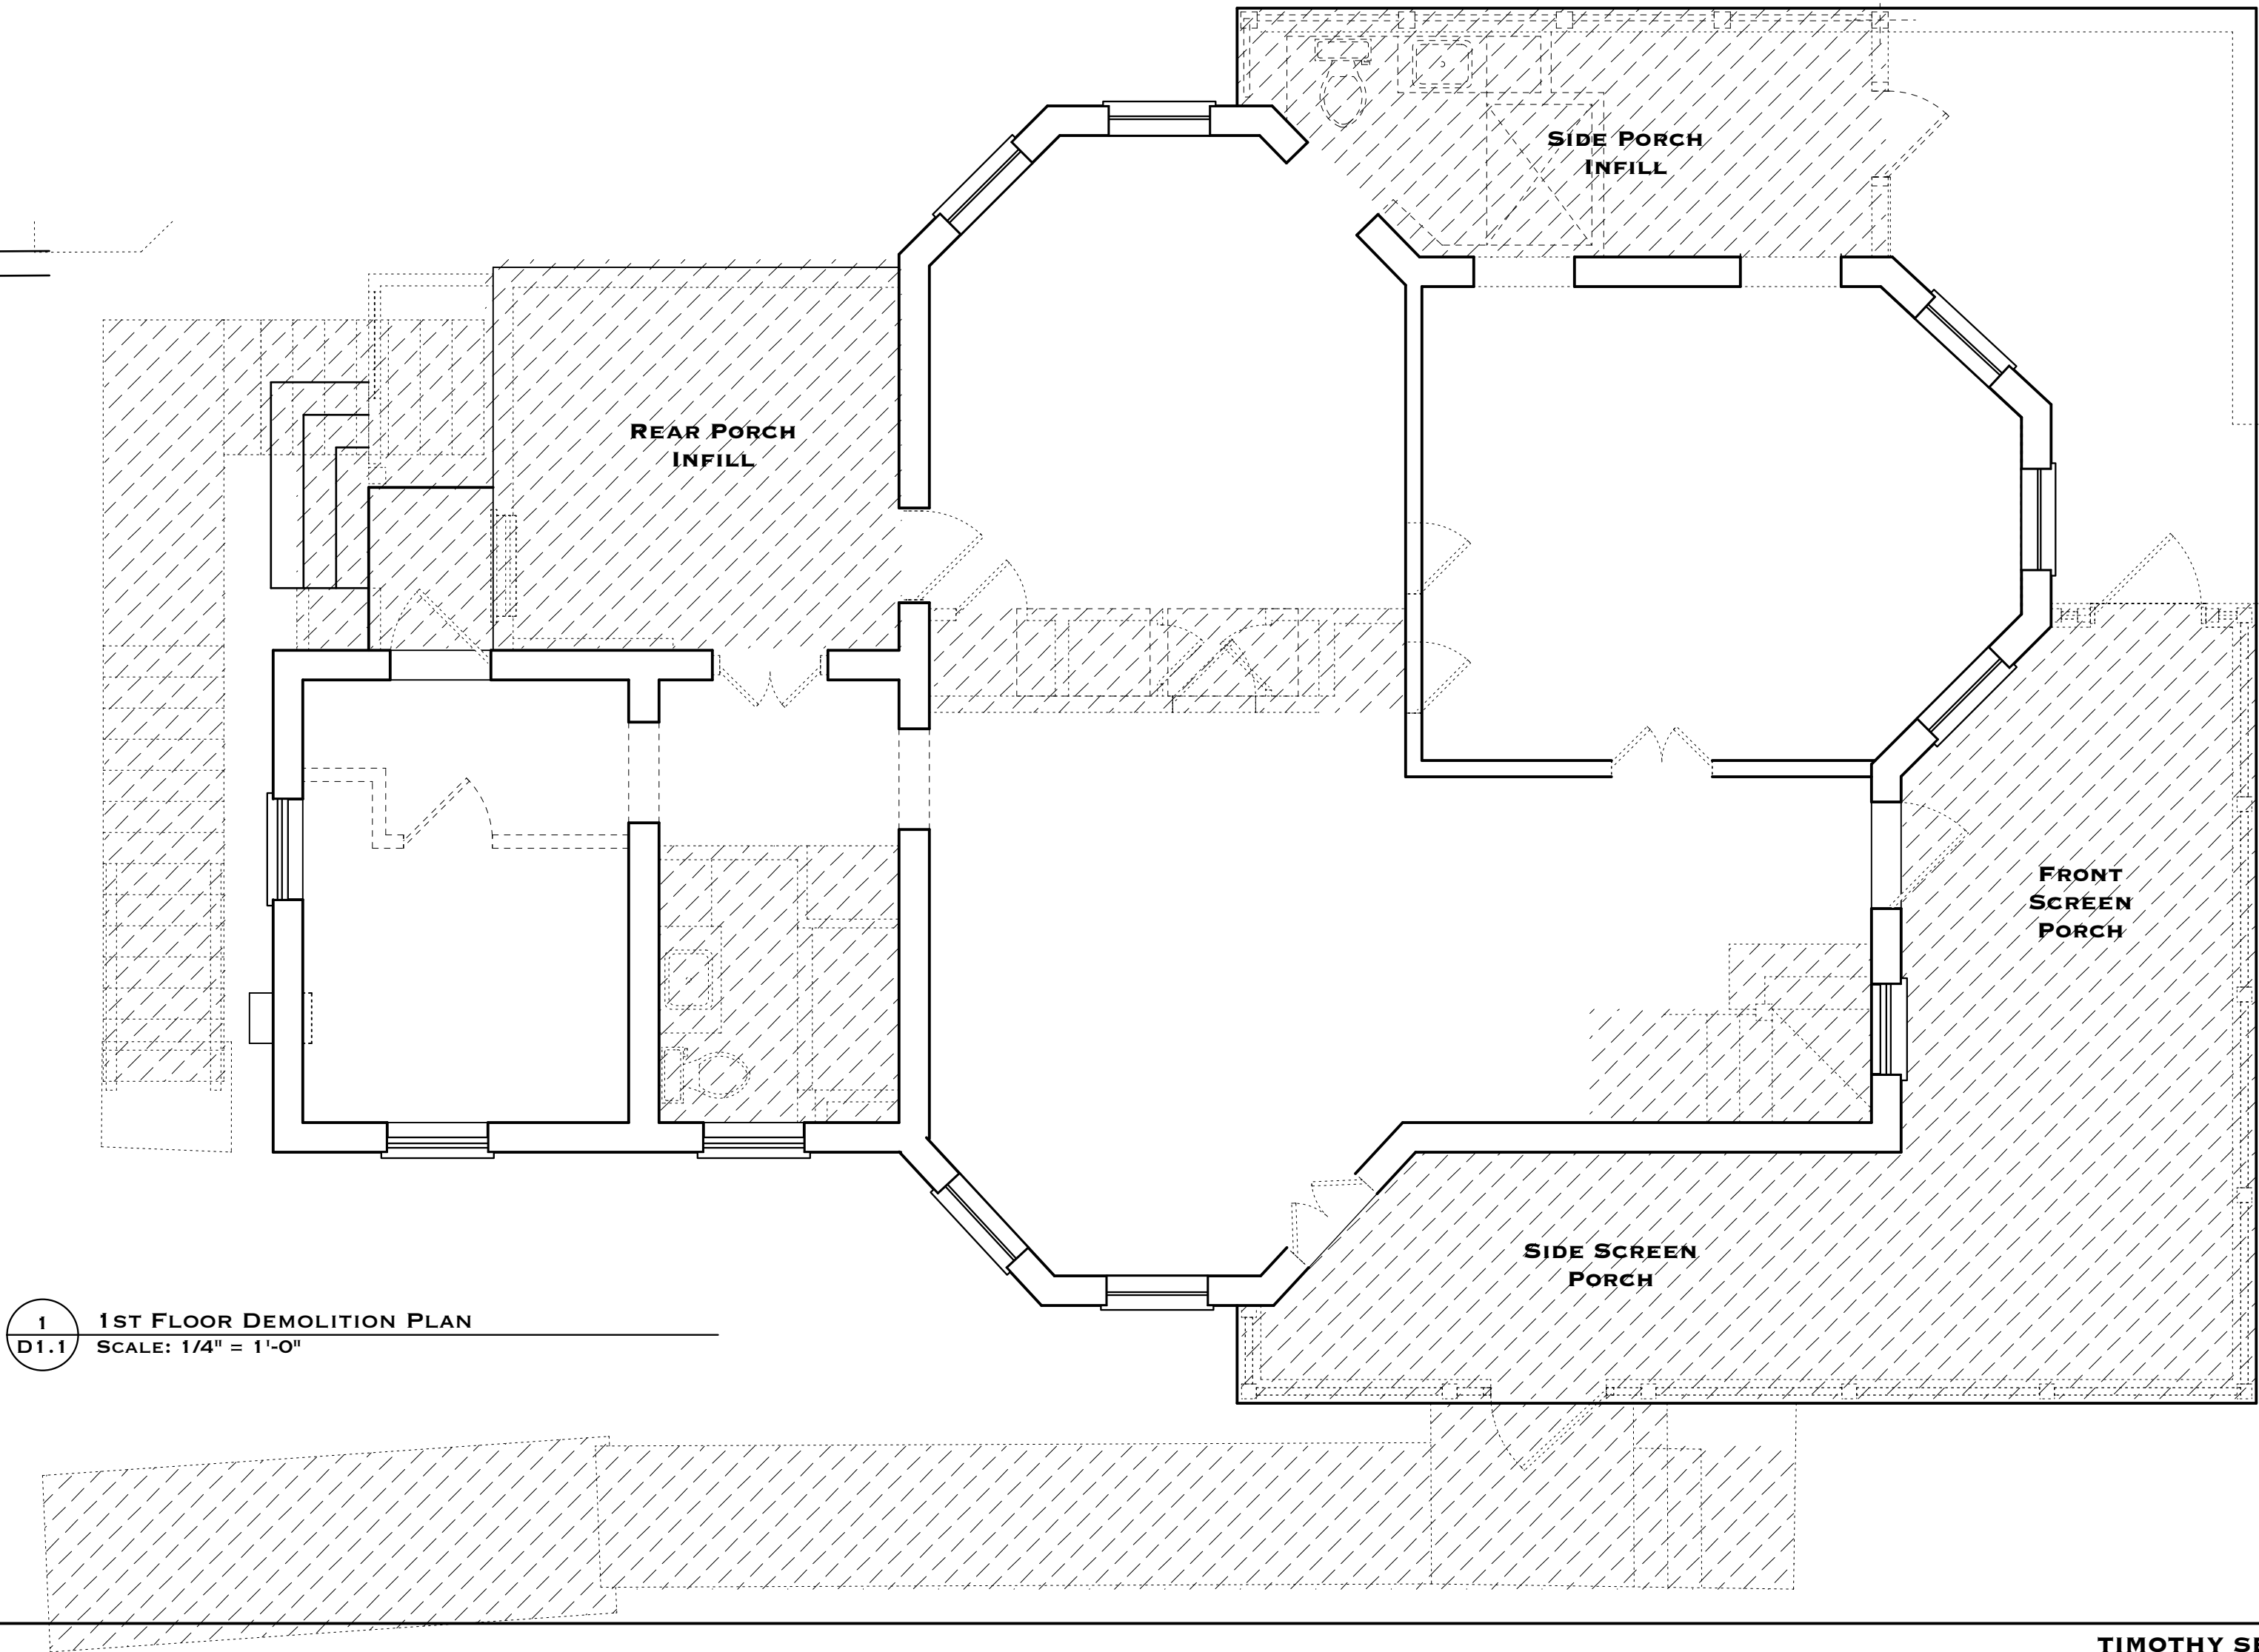 SIDE PORCH
INFILL
REAR PORCH
INFILL
FRONT
SCREEN
PORCH
SIDE SCREEN
PORCH
1
D1.1
1ST FLOOR DEMOLITION PLAN
SCALE: 1/4" = 1'-0"
TIMOTHY